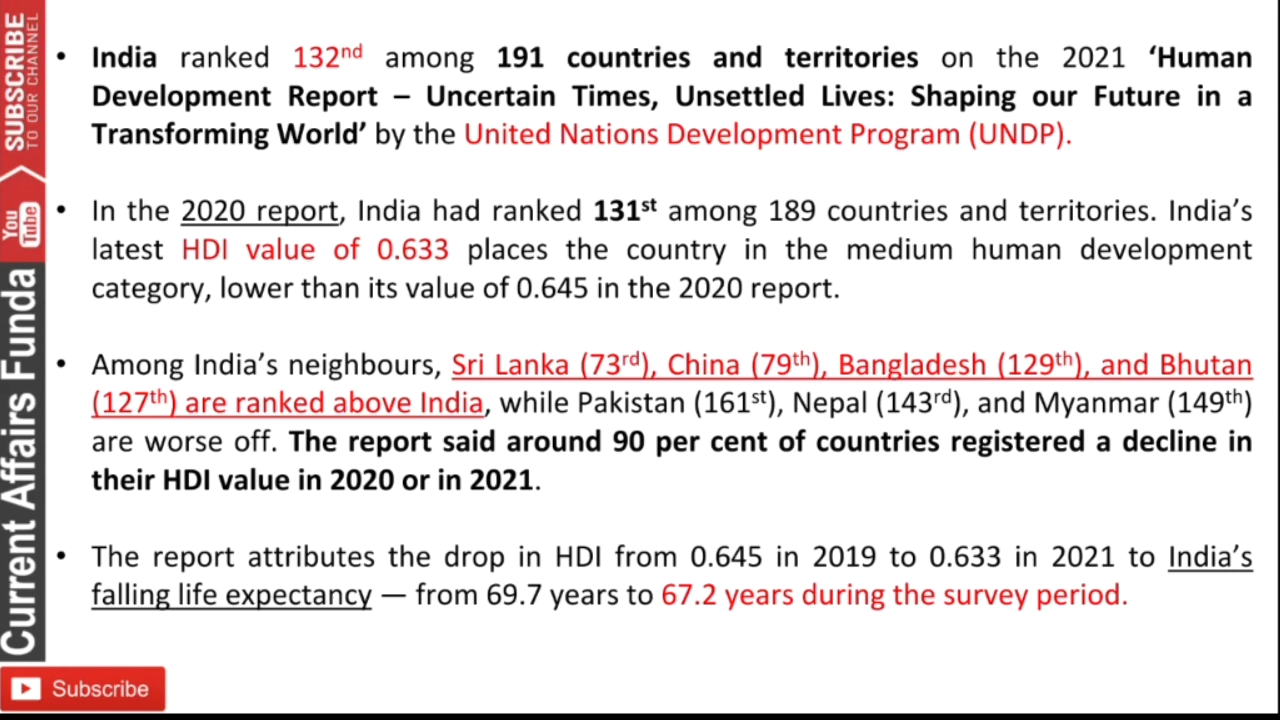 SUBSCRIBE
TO OUR CHANNEL
You Tube
Current Affairs Funda
• India ranked 132nd among 191 countries and territories on the 2021 ‘Human
Development Report – Uncertain Times, Unsettled Lives: Shaping our Future in a
Transforming World’ by the United Nations Development Program (UNDP).
• In the 2020 report, India had ranked 131st among 189 countries and territories. India’s
latest HDI value of 0.633 places the country in the medium human development
category, lower than its value of 0.645 in the 2020 report.
• Among India’s neighbours, Sri Lanka (73rd), China (79th), Bangladesh (129th), and Bhutan
(127th) are ranked above India, while Pakistan (161st), Nepal (143rd), and Myanmar (149th)
are worse off. The report said around 90 per cent of countries registered a decline in
their HDI value in 2020 or in 2021.
• The report attributes the drop in HDI from 0.645 in 2019 to 0.633 in 2021 to India’s
falling life expectancy — from 69.7 years to 67.2 years during the survey period.
Subscribe